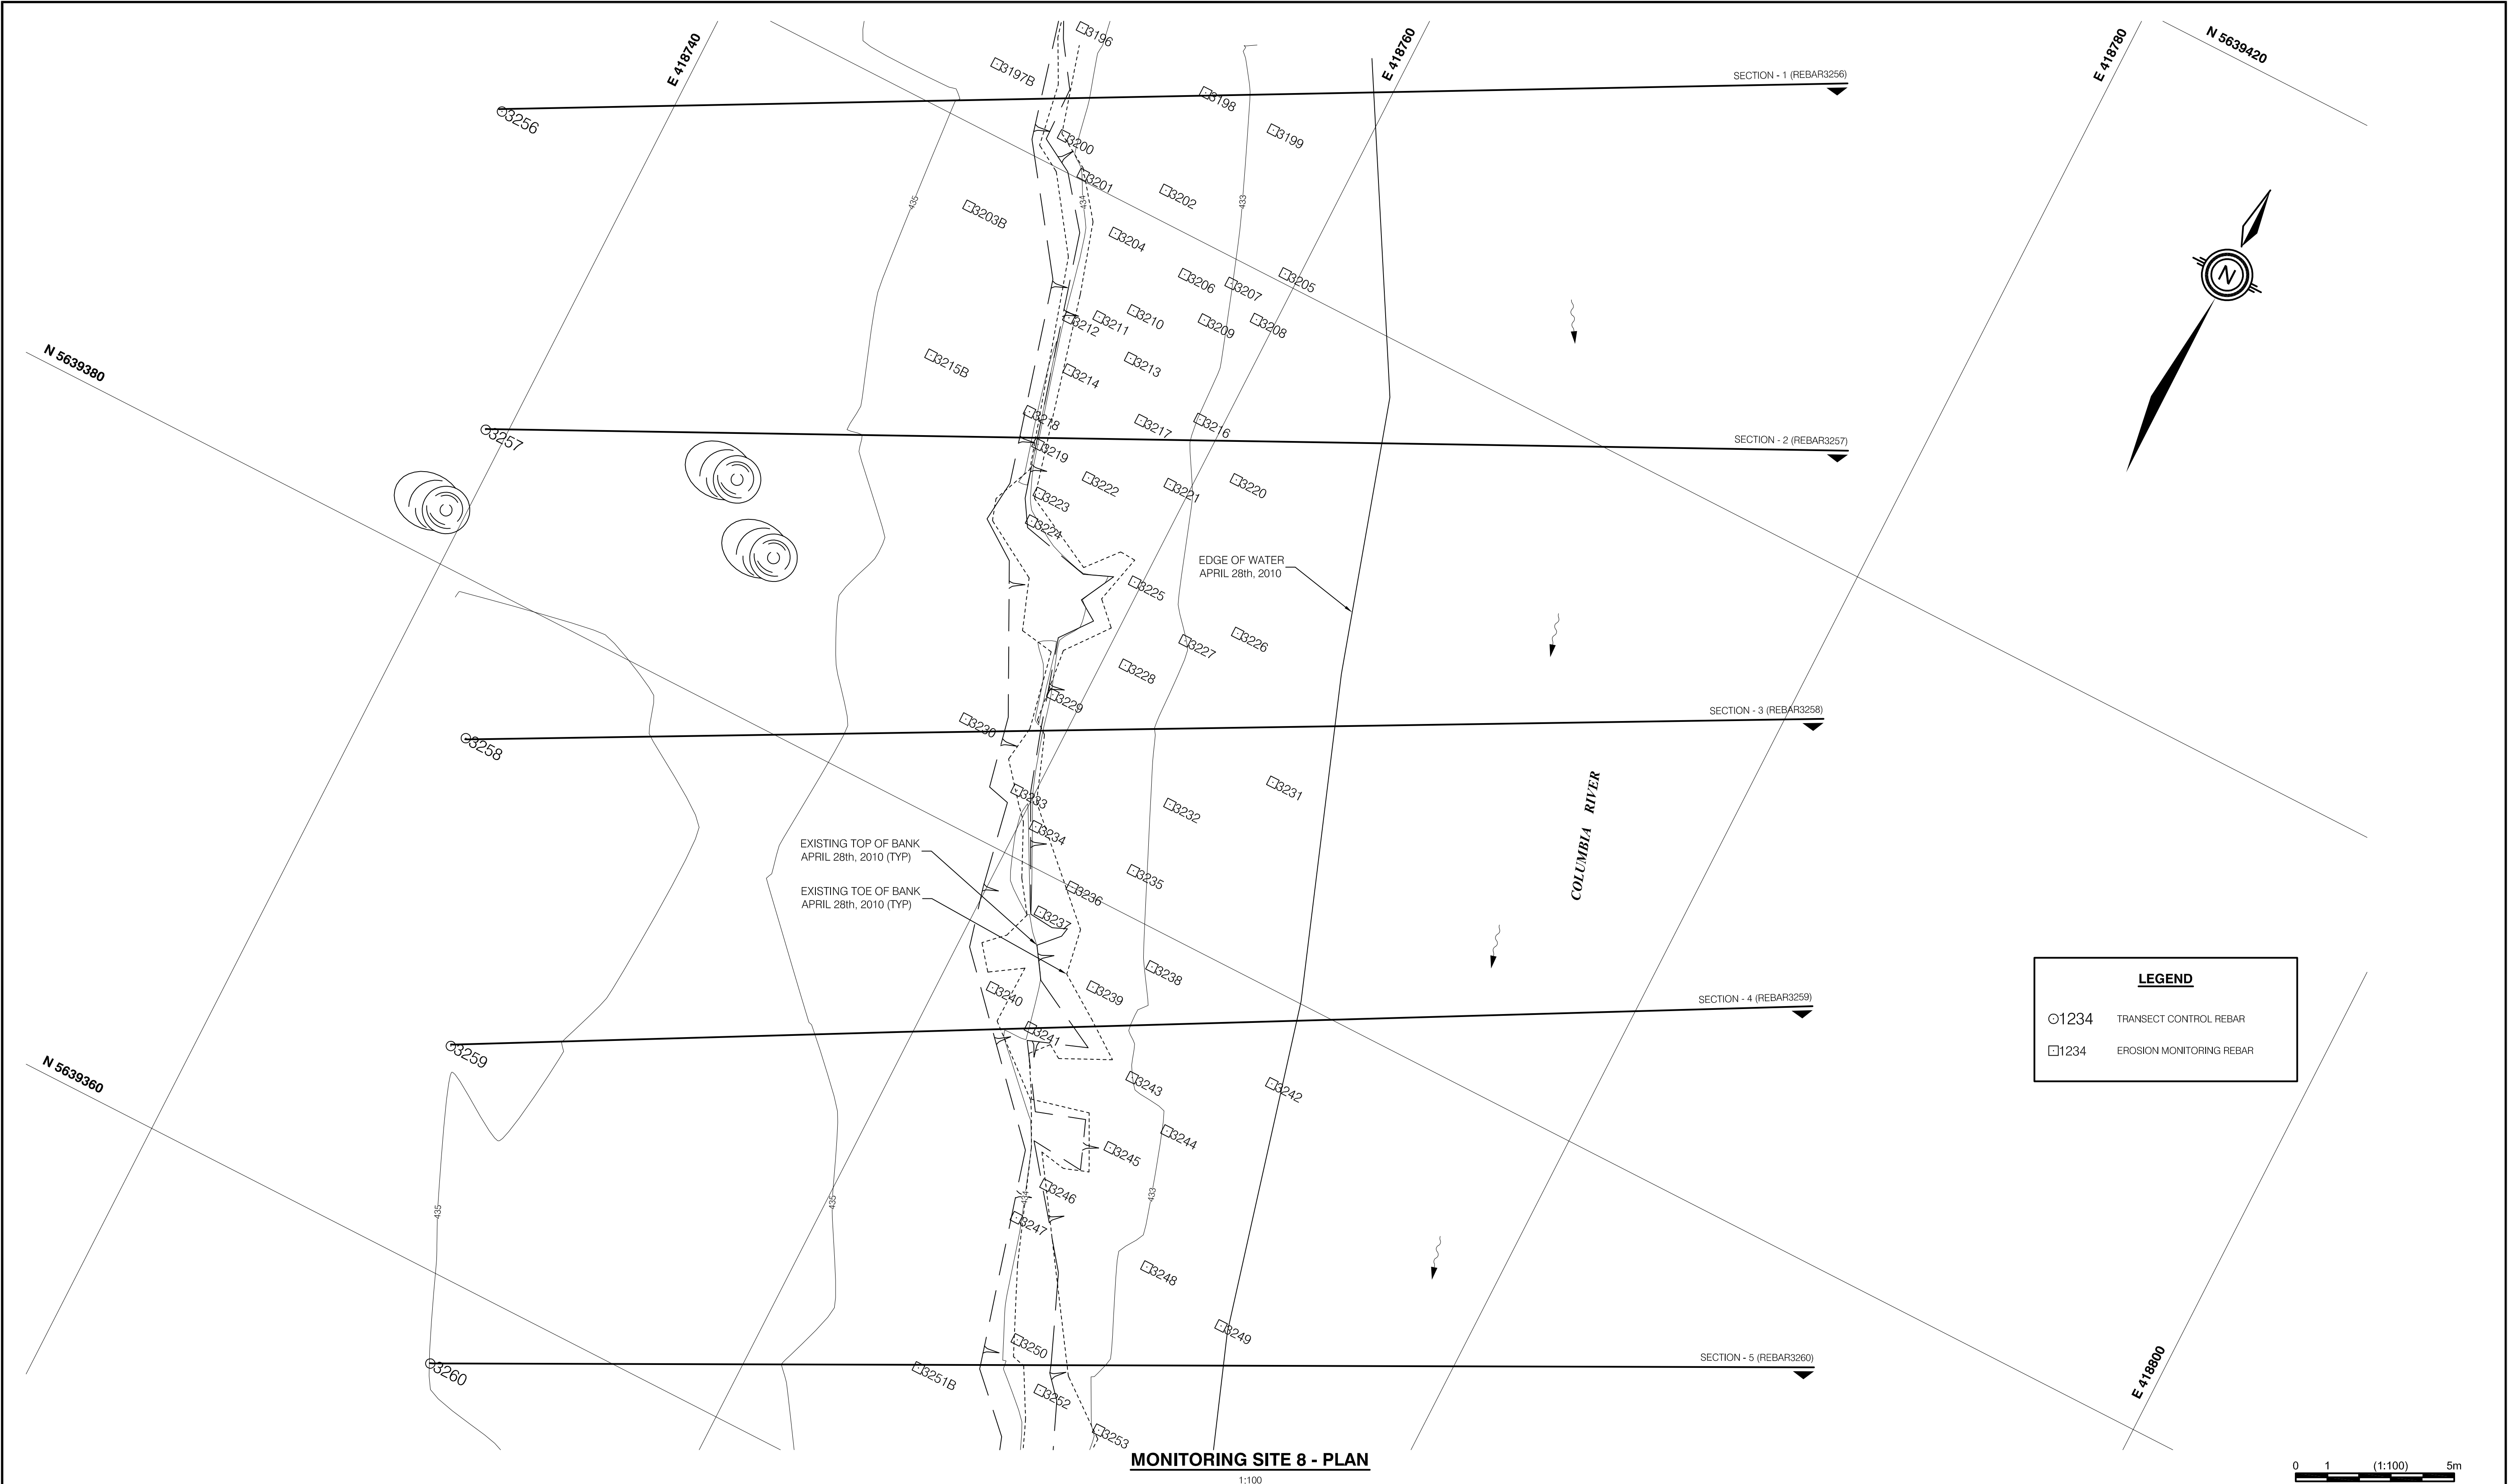 E 418740
3196
E 418760
E 418780
N 5639420
3197B
SECTION - 1 (REBAR3256)
3198
3256
3199
3200
3201
3202
435
434
433
3203B
3204
3206
3207
3205
N
3212
3211
3210
3209
3208
N 5639380
3215B
3214
3213
3218
3217
3216
3257
SECTION - 2 (REBAR3257)
3219
3222
3221
3220
3223
3224
EDGE OF WATER
APRIL 28th, 2010
3225
3227
3226
3228
3229
SECTION - 3 (REBAR3258)
3230
3258
3233
3232
3231
3234
COLUMBIA RIVER
EXISTING TOP OF BANK
APRIL 28th, 2010 (TYP)
3235
EXISTING TOE OF BANK
APRIL 28th, 2010 (TYP)
3236
3237
3238
3240
3239
SECTION - 4 (REBAR3259)
3241
3259
LEGEND
1234 TRANSECT CONTROL REBAR
1234 EROSION MONITORING REBAR
N 5639360
3243
3242
3244
3245
3246
435
435
434
433
3247
3248
3249
3250
E 418800
SECTION - 5 (REBAR3260)
3260
3251B
3252
3253
MONITORING SITE 8 - PLAN
1:100
0 1 (1:100) 5m